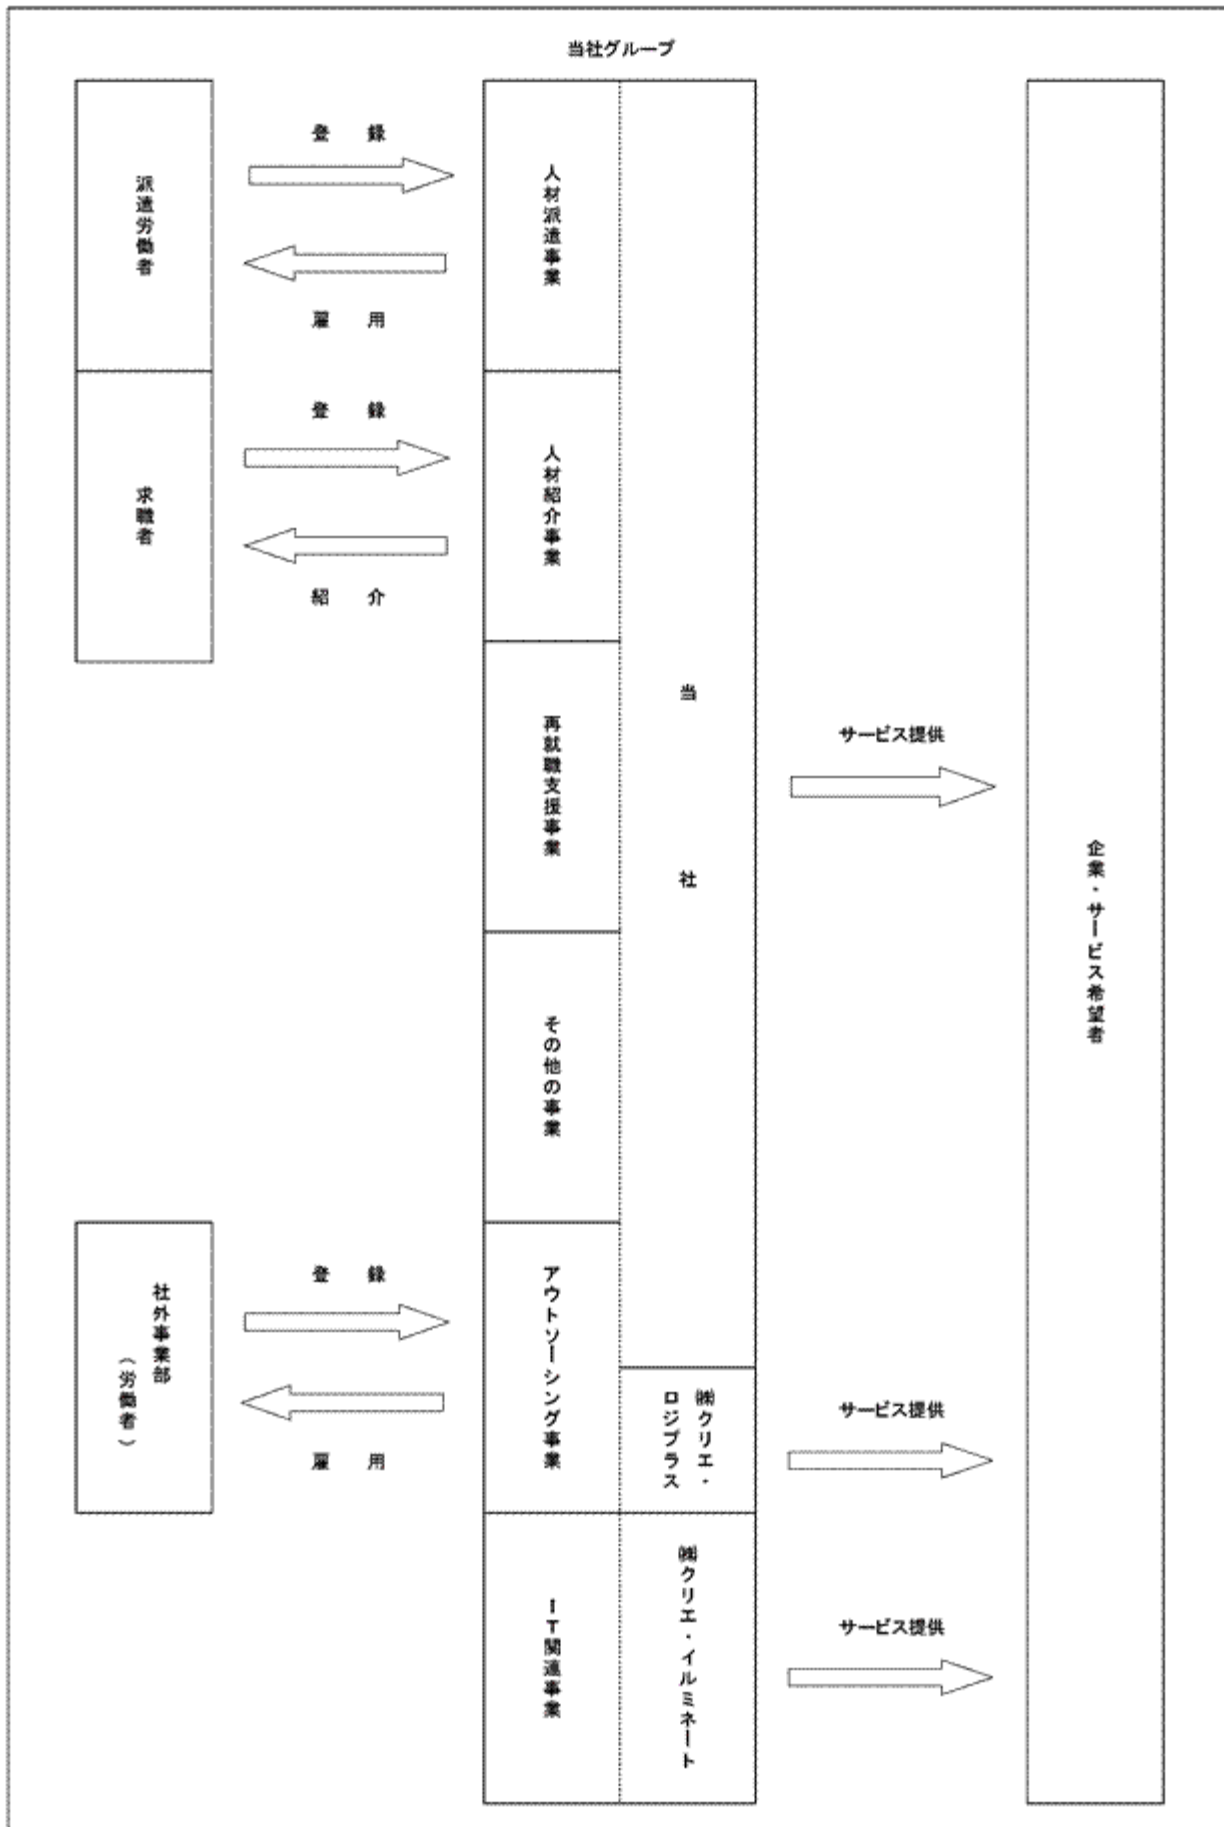 当社グループ
派遣労働者
登録
雇用
人材派遣事業
求職者
登録
紹介
人材紹介事業
再就職支援事業
その他の事業
当社
サービス提供
企業・サービス希望者
社外事業部
(労働者)
登録
雇用
アウトソーシング事業
㈱クリエ・
ロジプラス
サービス提供
IT関連事業
㈱クリエ・イルミネート
サービス提供